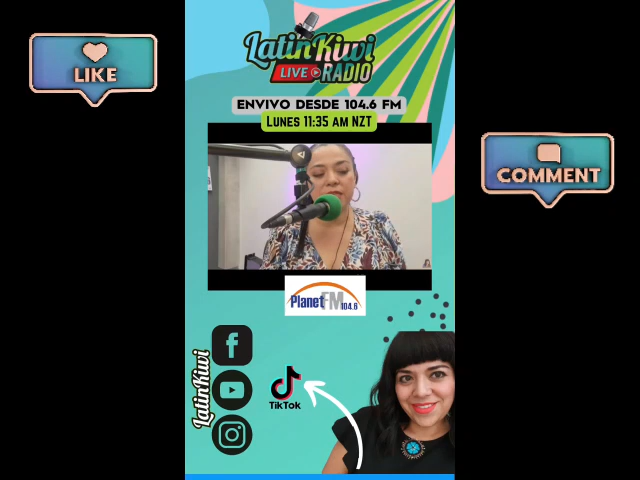 LatinKiwi
LIVE RADIO
LIKE
ENVIVO DESDE 104.6 FM
LUNES 11:35 AM NZT
COMMENT
PlanetFM
104.6
LatinKiwi
TikTok